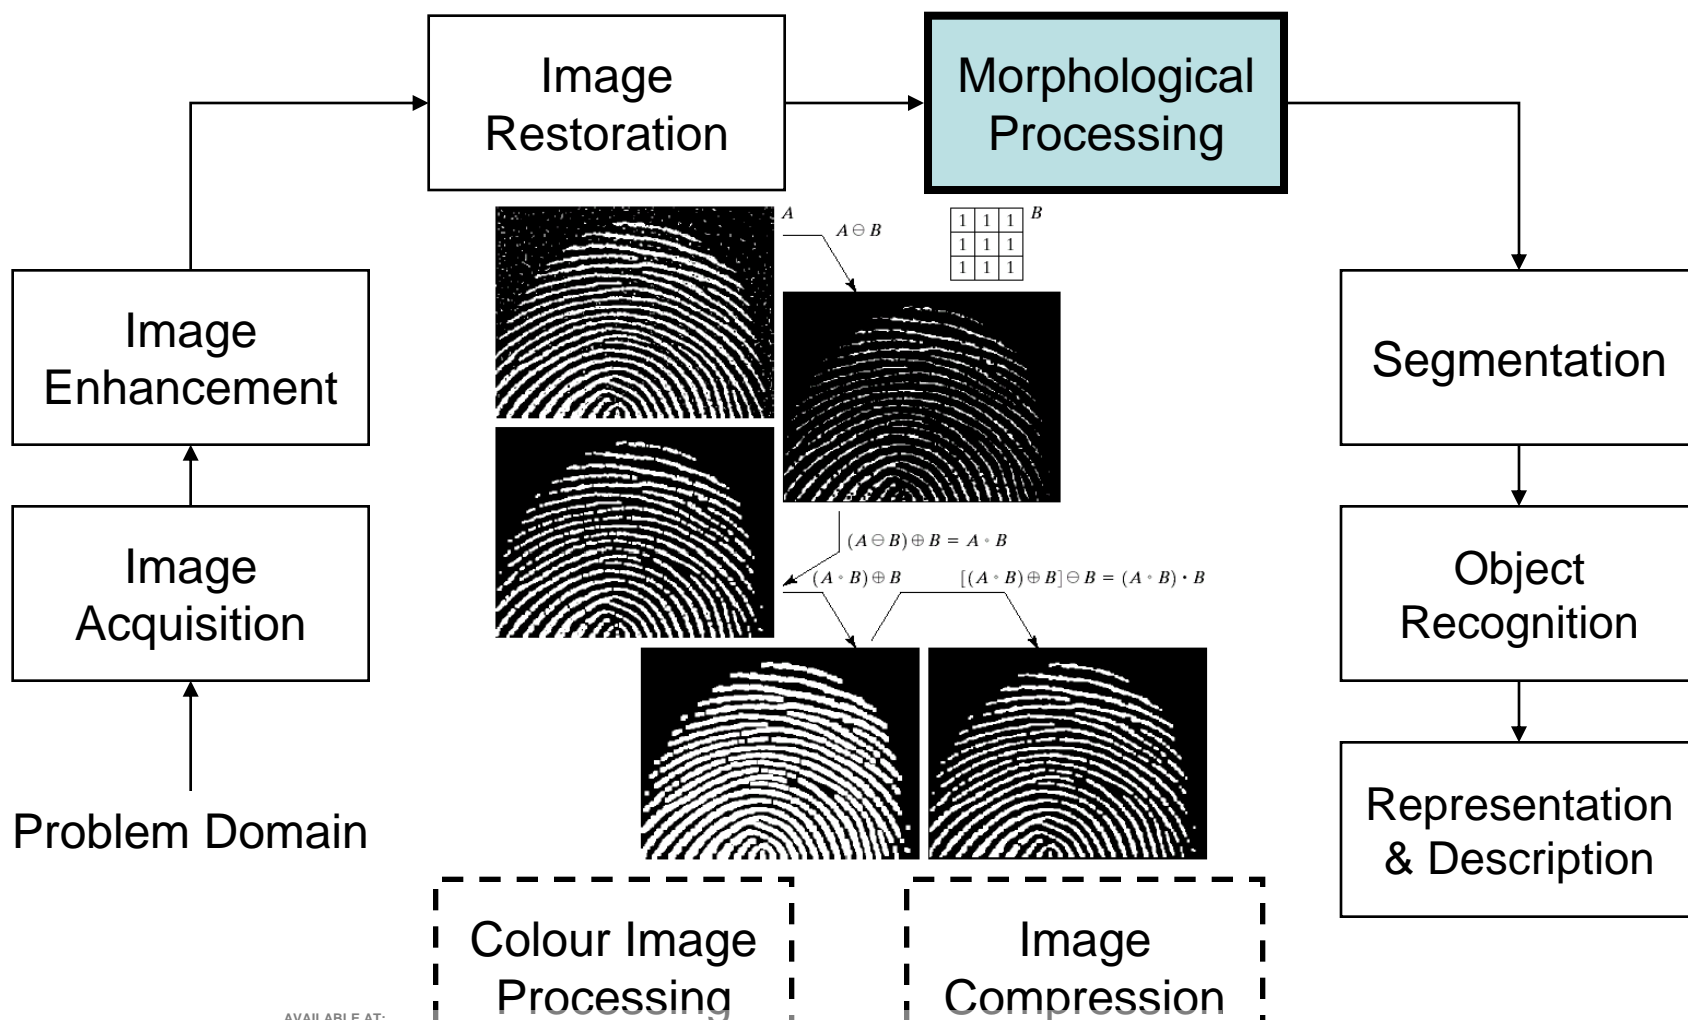 Image
Restoration
Morphological
Processing
A
A ⊖ B
1 1 1
1 1 1
1 1 1
B
Image
Enhancement
Segmentation
(A ⊖ B) ⊕ B = A ∘ B
(A ∘ B) ⊕ B
[(A ∘ B) ⊕ B] ⊖ B = (A ∘ B) • B
Image
Acquisition
Object
Recognition
Problem Domain
Representation
& Description
Colour Image
Processing
Image
Compression
AVAILABLE AT: